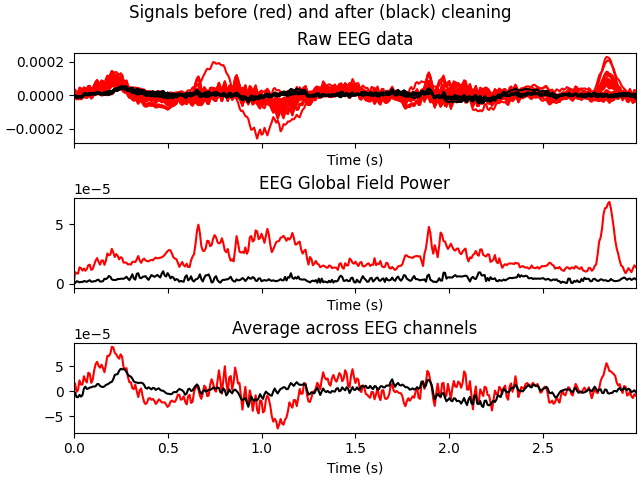 Signals before (red) and after (black) cleaning
Raw EEG data
0.0002
0.0000
−0.0002
Time (s)
1e−5
EEG Global Field Power
5
0
Time (s)
1e−5
Average across EEG channels
5
0
−5
0.0 0.5 1.0 1.5 2.0 2.5
Time (s)